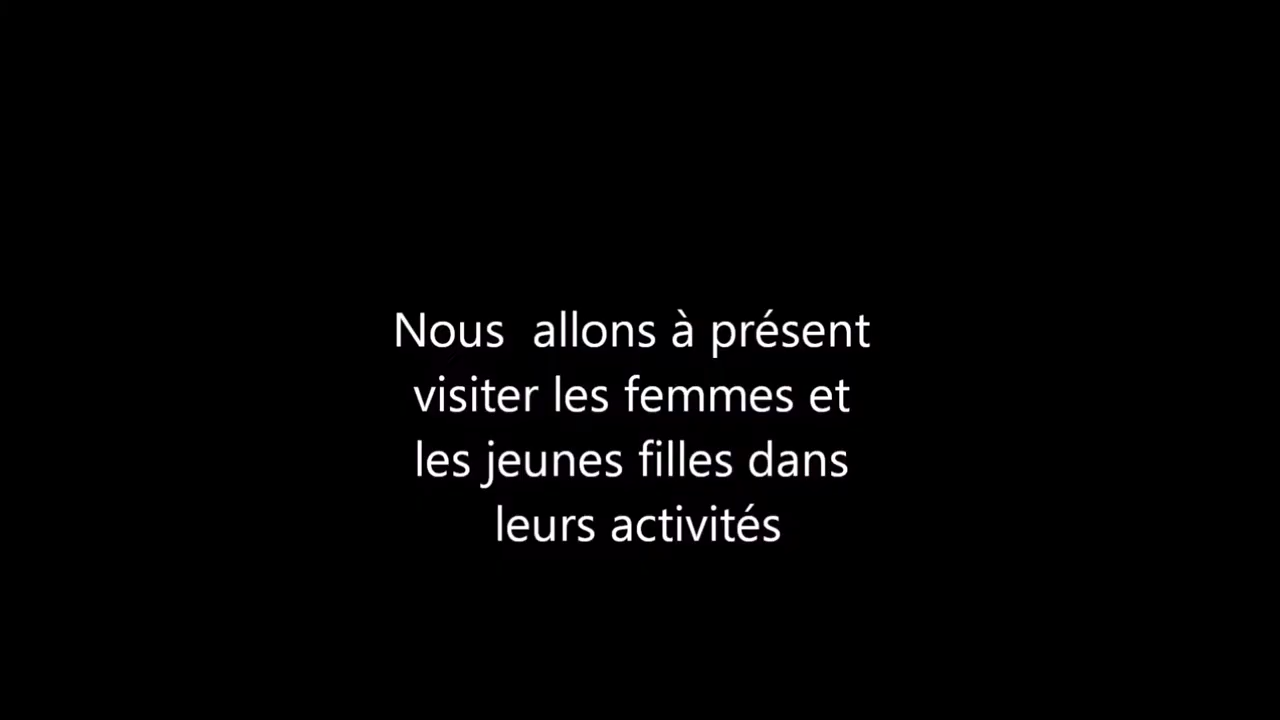 Nous  allons à présent
visiter les femmes et
les jeunes filles dans
leurs activités